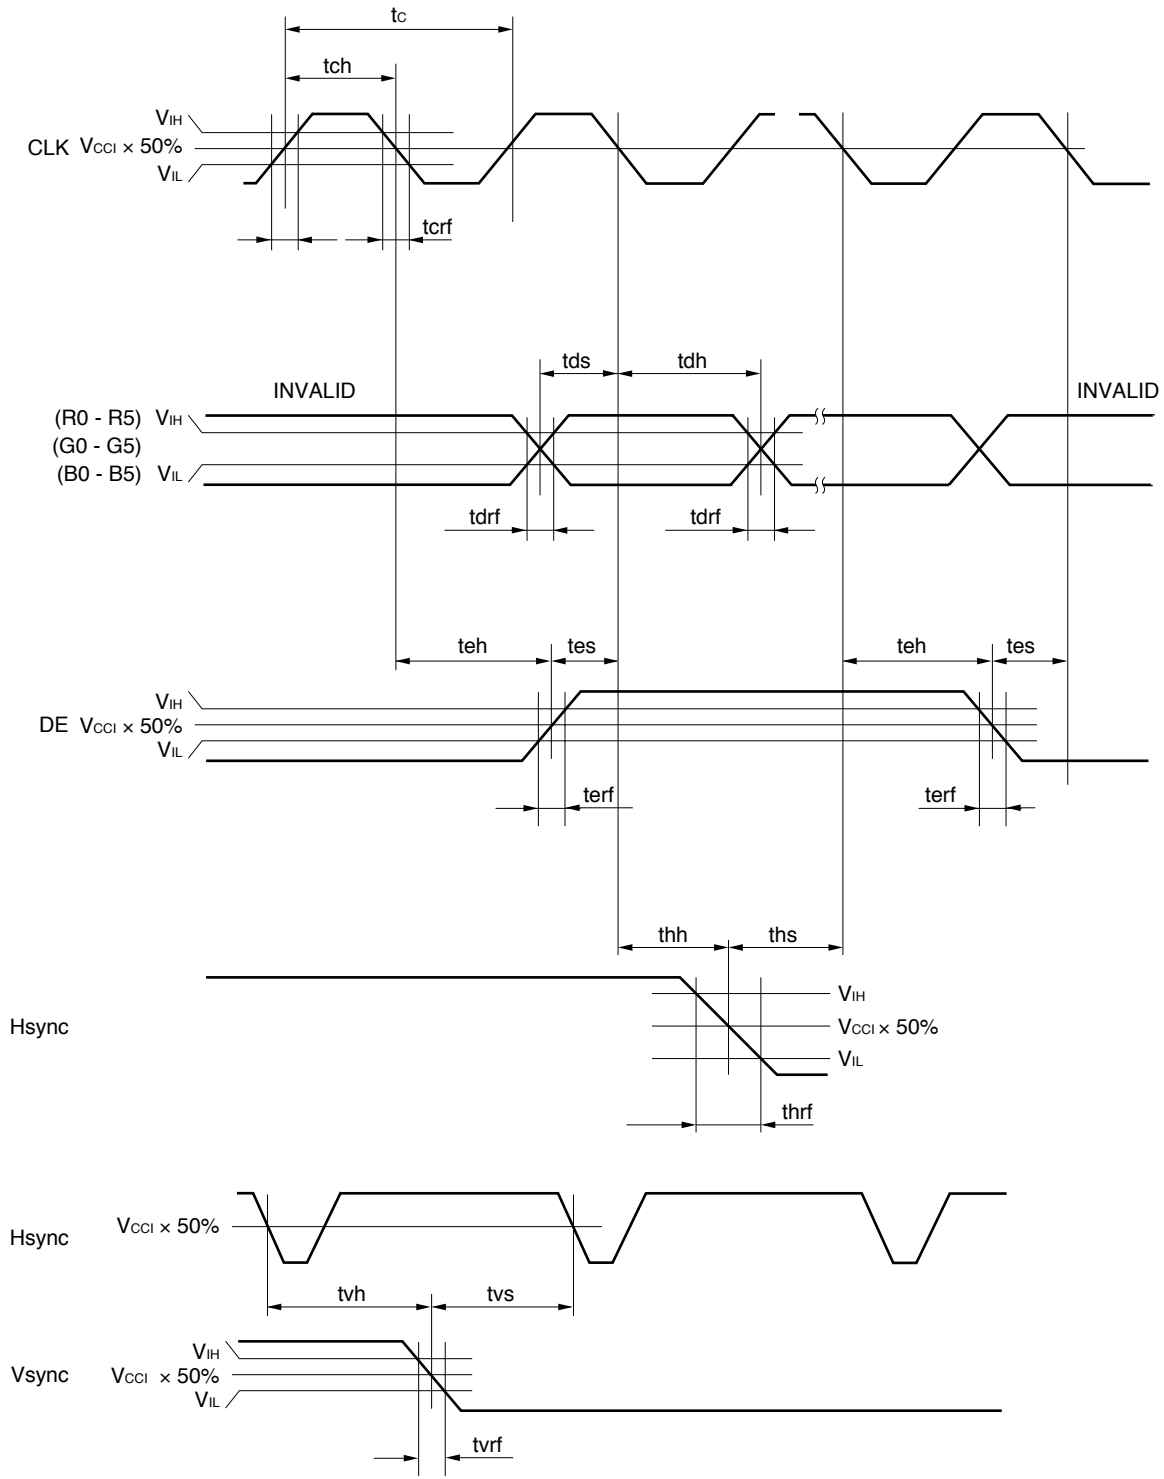 tc
tch
VIH
CLK VCCI × 50%
VIL
tcrf
tds tdh
INVALID INVALID
(R0 - R5) VIH
(G0 - G5)
(B0 - B5) VIL
tdrf tdrf
teh tes teh tes
VIH
DE VCCI × 50%
VIL
terf terf
thh ths
VIH
Hsync VCCI × 50%
VIL
thrf
VCCI × 50%
Hsync
tvh tvs
VIH
Vsync VCCI × 50%
VIL
tvrf